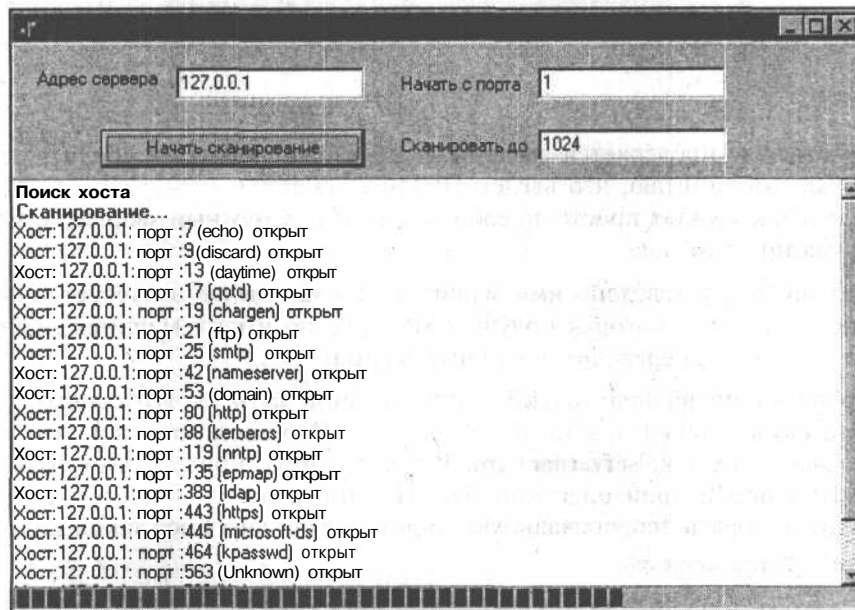 Адрес сервера 127.0.0.1 Начать с порта 1
Начать сканирование Сканировать до 1024
Поиск хоста
Сканирование...
Хост:127.0.0.1: порт :7 (echo) открыт
Хост:127.0.0.1: порт :9(discard) открыт
Хост:127.0.0.1: порт :13 (daytime) открыт
Хост:127.0.0.1: порт :17 (qotd) открыт
Хост:127.0.0.1: порт :19(chargen) открыт
Хост:127.0.0.1: порт :21 (ftp) открыт
Хост:127.0.0.1: порт :25 (smtp) открыт
Хост:127.0.0.1: порт :42 (nameserver) открыт
Хост:127.0.0.1: порт :53 (domain) открыт
Хост:127.0.0.1: порт :80 (http) открыт
Хост:127.0.0.1: порт :88 (kerberos) открыт
Хост:127.0.0.1: порт :119 (nntp) открыт
Хост:127.0.0.1: порт :135 (epmap) открыт
Хост:127.0.0.1: порт :389 (ldap) открыт
Хост:127.0.0.1: порт :443 (https) открыт
Хост:127.0.0.1: порт :445 (microsoft-ds) открыт
Хост:127.0.0.1: порт :464 (kpasswd) открыт
Хост:127.0.0.1: порт :563 (Unknown) открыт